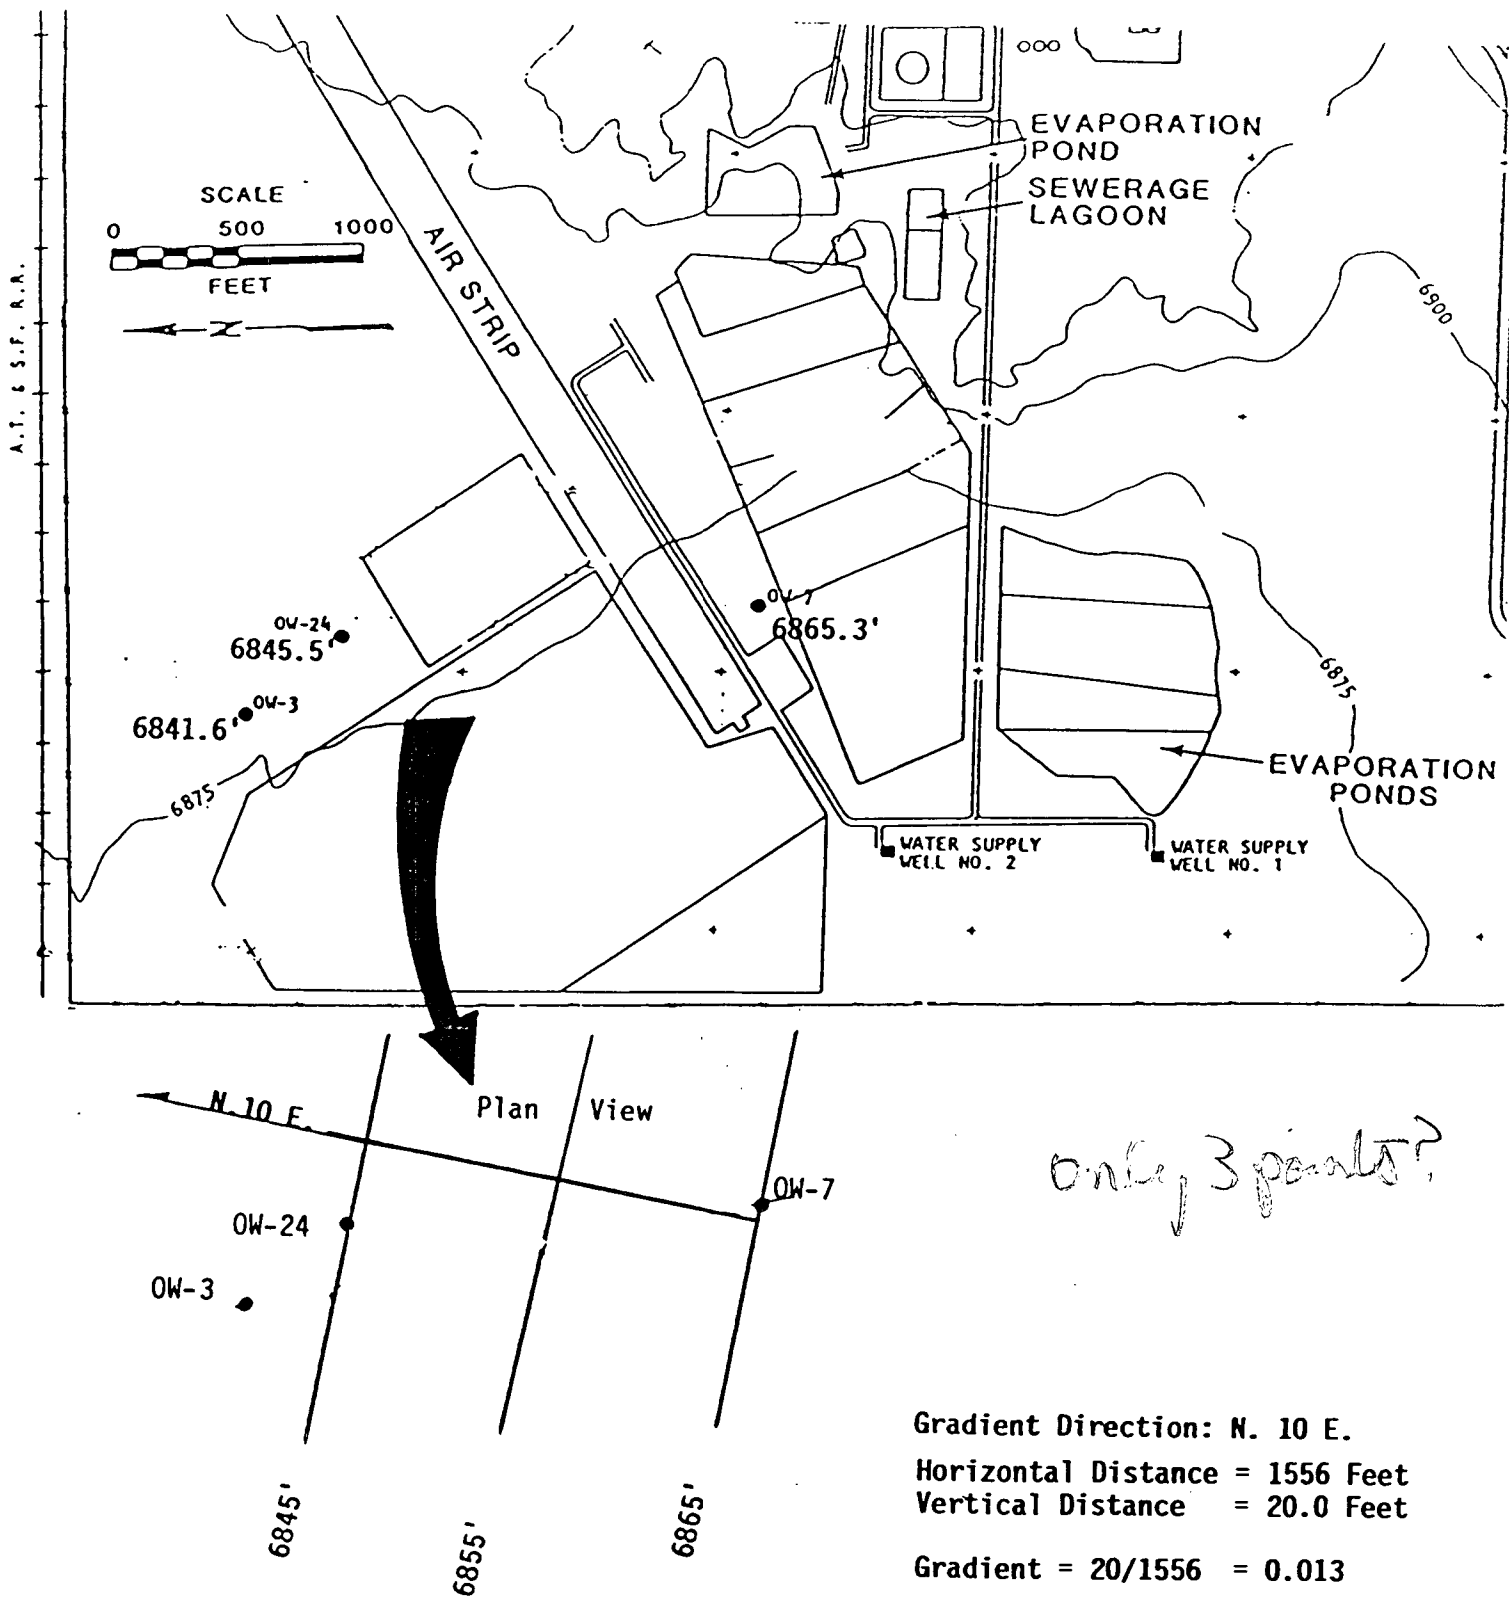 EVAPORATION
POND
SEWERAGE
LAGOON
SCALE
0 500 1000
FEET
N
A.T. & S.F. R.R.
AIR STRIP
6900
OW-24
6845.5'
OW-7
6865.3'
OW-3
6841.6'
6875
6875
EVAPORATION
PONDS
WATER SUPPLY
WELL NO. 2
WATER SUPPLY
WELL NO. 1
N. 10 E.
Plan View
OW-7
OW-24
OW-3
only 3 points?
6845'
6855'
6865'
Gradient Direction: N. 10 E.
Horizontal Distance = 1556 Feet
Vertical Distance = 20.0 Feet
Gradient = 20/1556 = 0.013